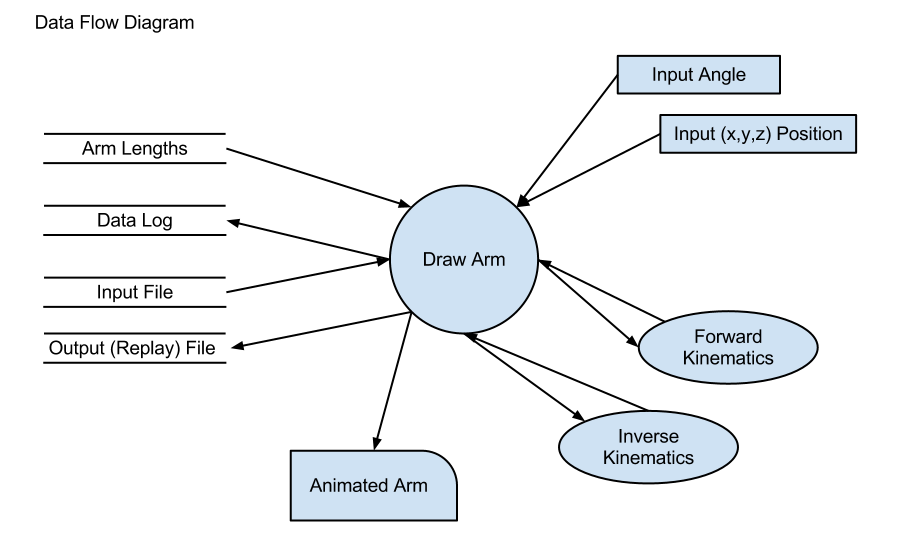 Data Flow Diagram
Input Angle
Input (x,y,z) Position
Arm Lengths
Data Log
Draw Arm
Input File
Output (Replay) File
Forward
Kinematics
Inverse
Kinematics
Animated Arm